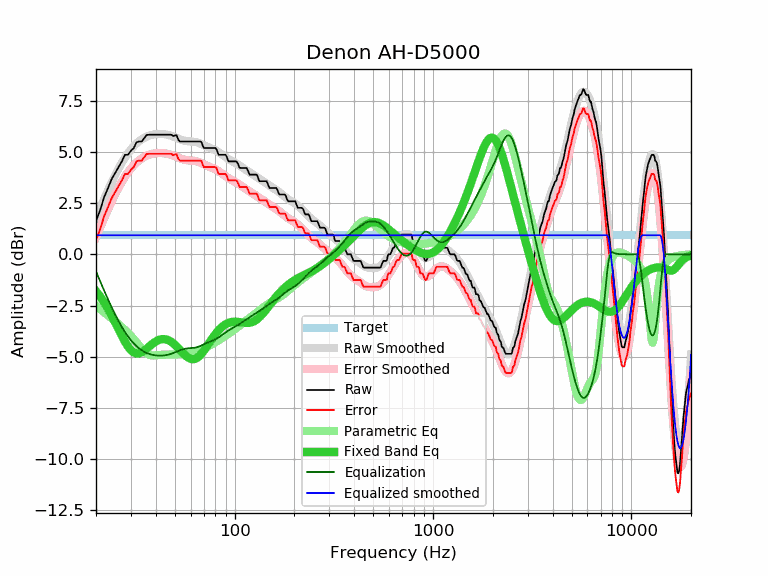 Denon AH-D5000
Amplitude (dBr)
7.5
5.0
2.5
0.0
−2.5
−5.0
−7.5
−10.0
−12.5
Target
Raw Smoothed
Error Smoothed
Raw
Error
Parametric Eq
Fixed Band Eq
Equalization
Equalized smoothed
100
1000
10000
Frequency (Hz)